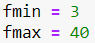 fmin = 3
fmax = 40